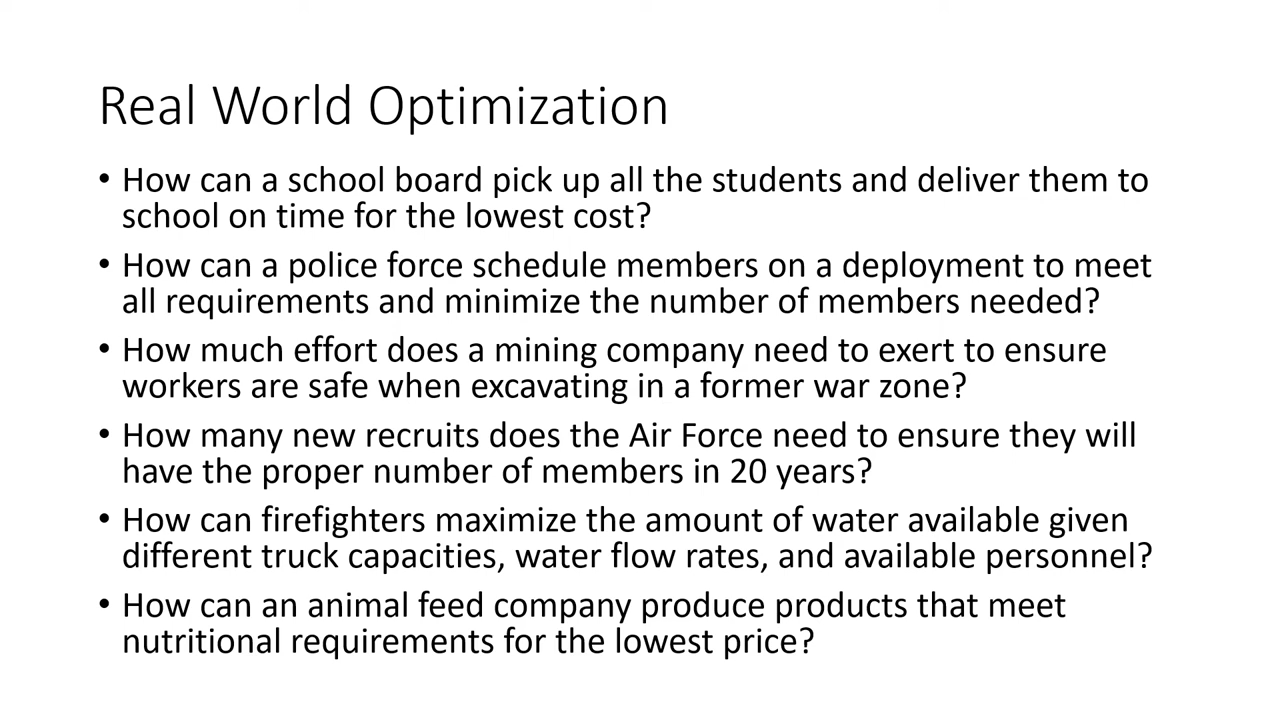 Real World Optimization
• How can a school board pick up all the students and deliver them to
school on time for the lowest cost?
• How can a police force schedule members on a deployment to meet
all requirements and minimize the number of members needed?
• How much effort does a mining company need to exert to ensure
workers are safe when excavating in a former war zone?
• How many new recruits does the Air Force need to ensure they will
have the proper number of members in 20 years?
• How can firefighters maximize the amount of water available given
different truck capacities, water flow rates, and available personnel?
• How can an animal feed company produce products that meet
nutritional requirements for the lowest price?